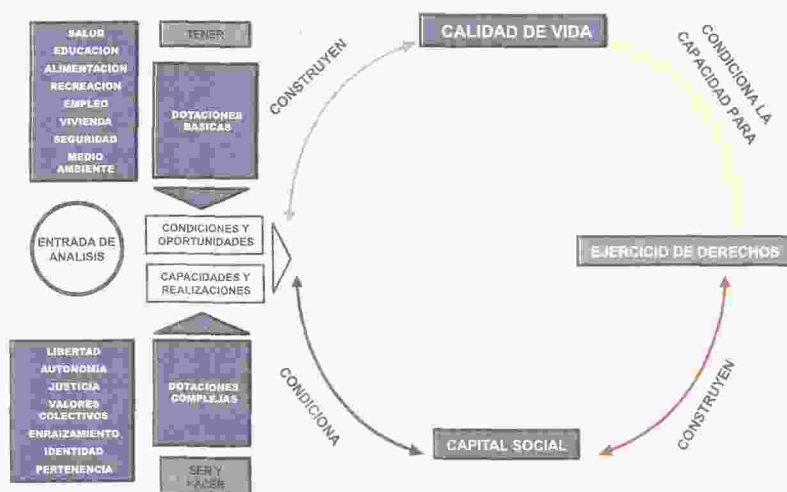 SALUD
EDUCACION
ALIMENTACION
RECREACION
EMPLEO
VIVIENDA
SEGURIDAD
MEDIO
AMBIENTE
TENER
DOTACIONES
BASICAS
CONSTRUYEN
CALIDAD DE VIDA
CONDICIONA LA
CAPACIDAD PARA
ENTRADA DE
ANALISIS
CONDICIONES Y
OPORTUNIDADES
CAPACIDADES Y
REALIZACIONES
EJERCICIO DE DERECHOS
LIBERTAD
AUTONOMIA
JUSTICIA
VALORES
COLECTIVOS
ENRAIZAMIENTO
IDENTIDAD
PERTENENCIA
DOTACIONES
COMPLEJAS
SER Y
HACER
CONDICIONA
CAPITAL SOCIAL
CONSTRUYEN